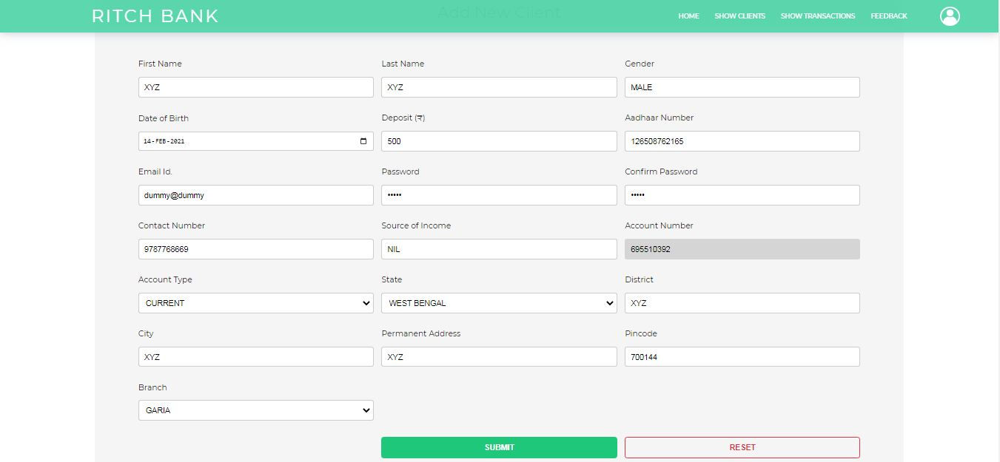 RITCH BANK
Add New Client
HOME SHOW CLIENTS SHOW TRANSACTIONS FEEDBACK
First Name Last Name Gender
XYZ XYZ MALE
Date of Birth Deposit (₹) Aadhaar Number
14-FEB-2021 500 126508762165
Email Id. Password Confirm Password
dummy@dummy ••••• •••••
Contact Number Source of Income Account Number
9787768669 NIL 695510392
Account Type State District
CURRENT WEST BENGAL XYZ
City Permanent Address Pincode
XYZ XYZ 700144
Branch
GARIA
SUBMIT RESET